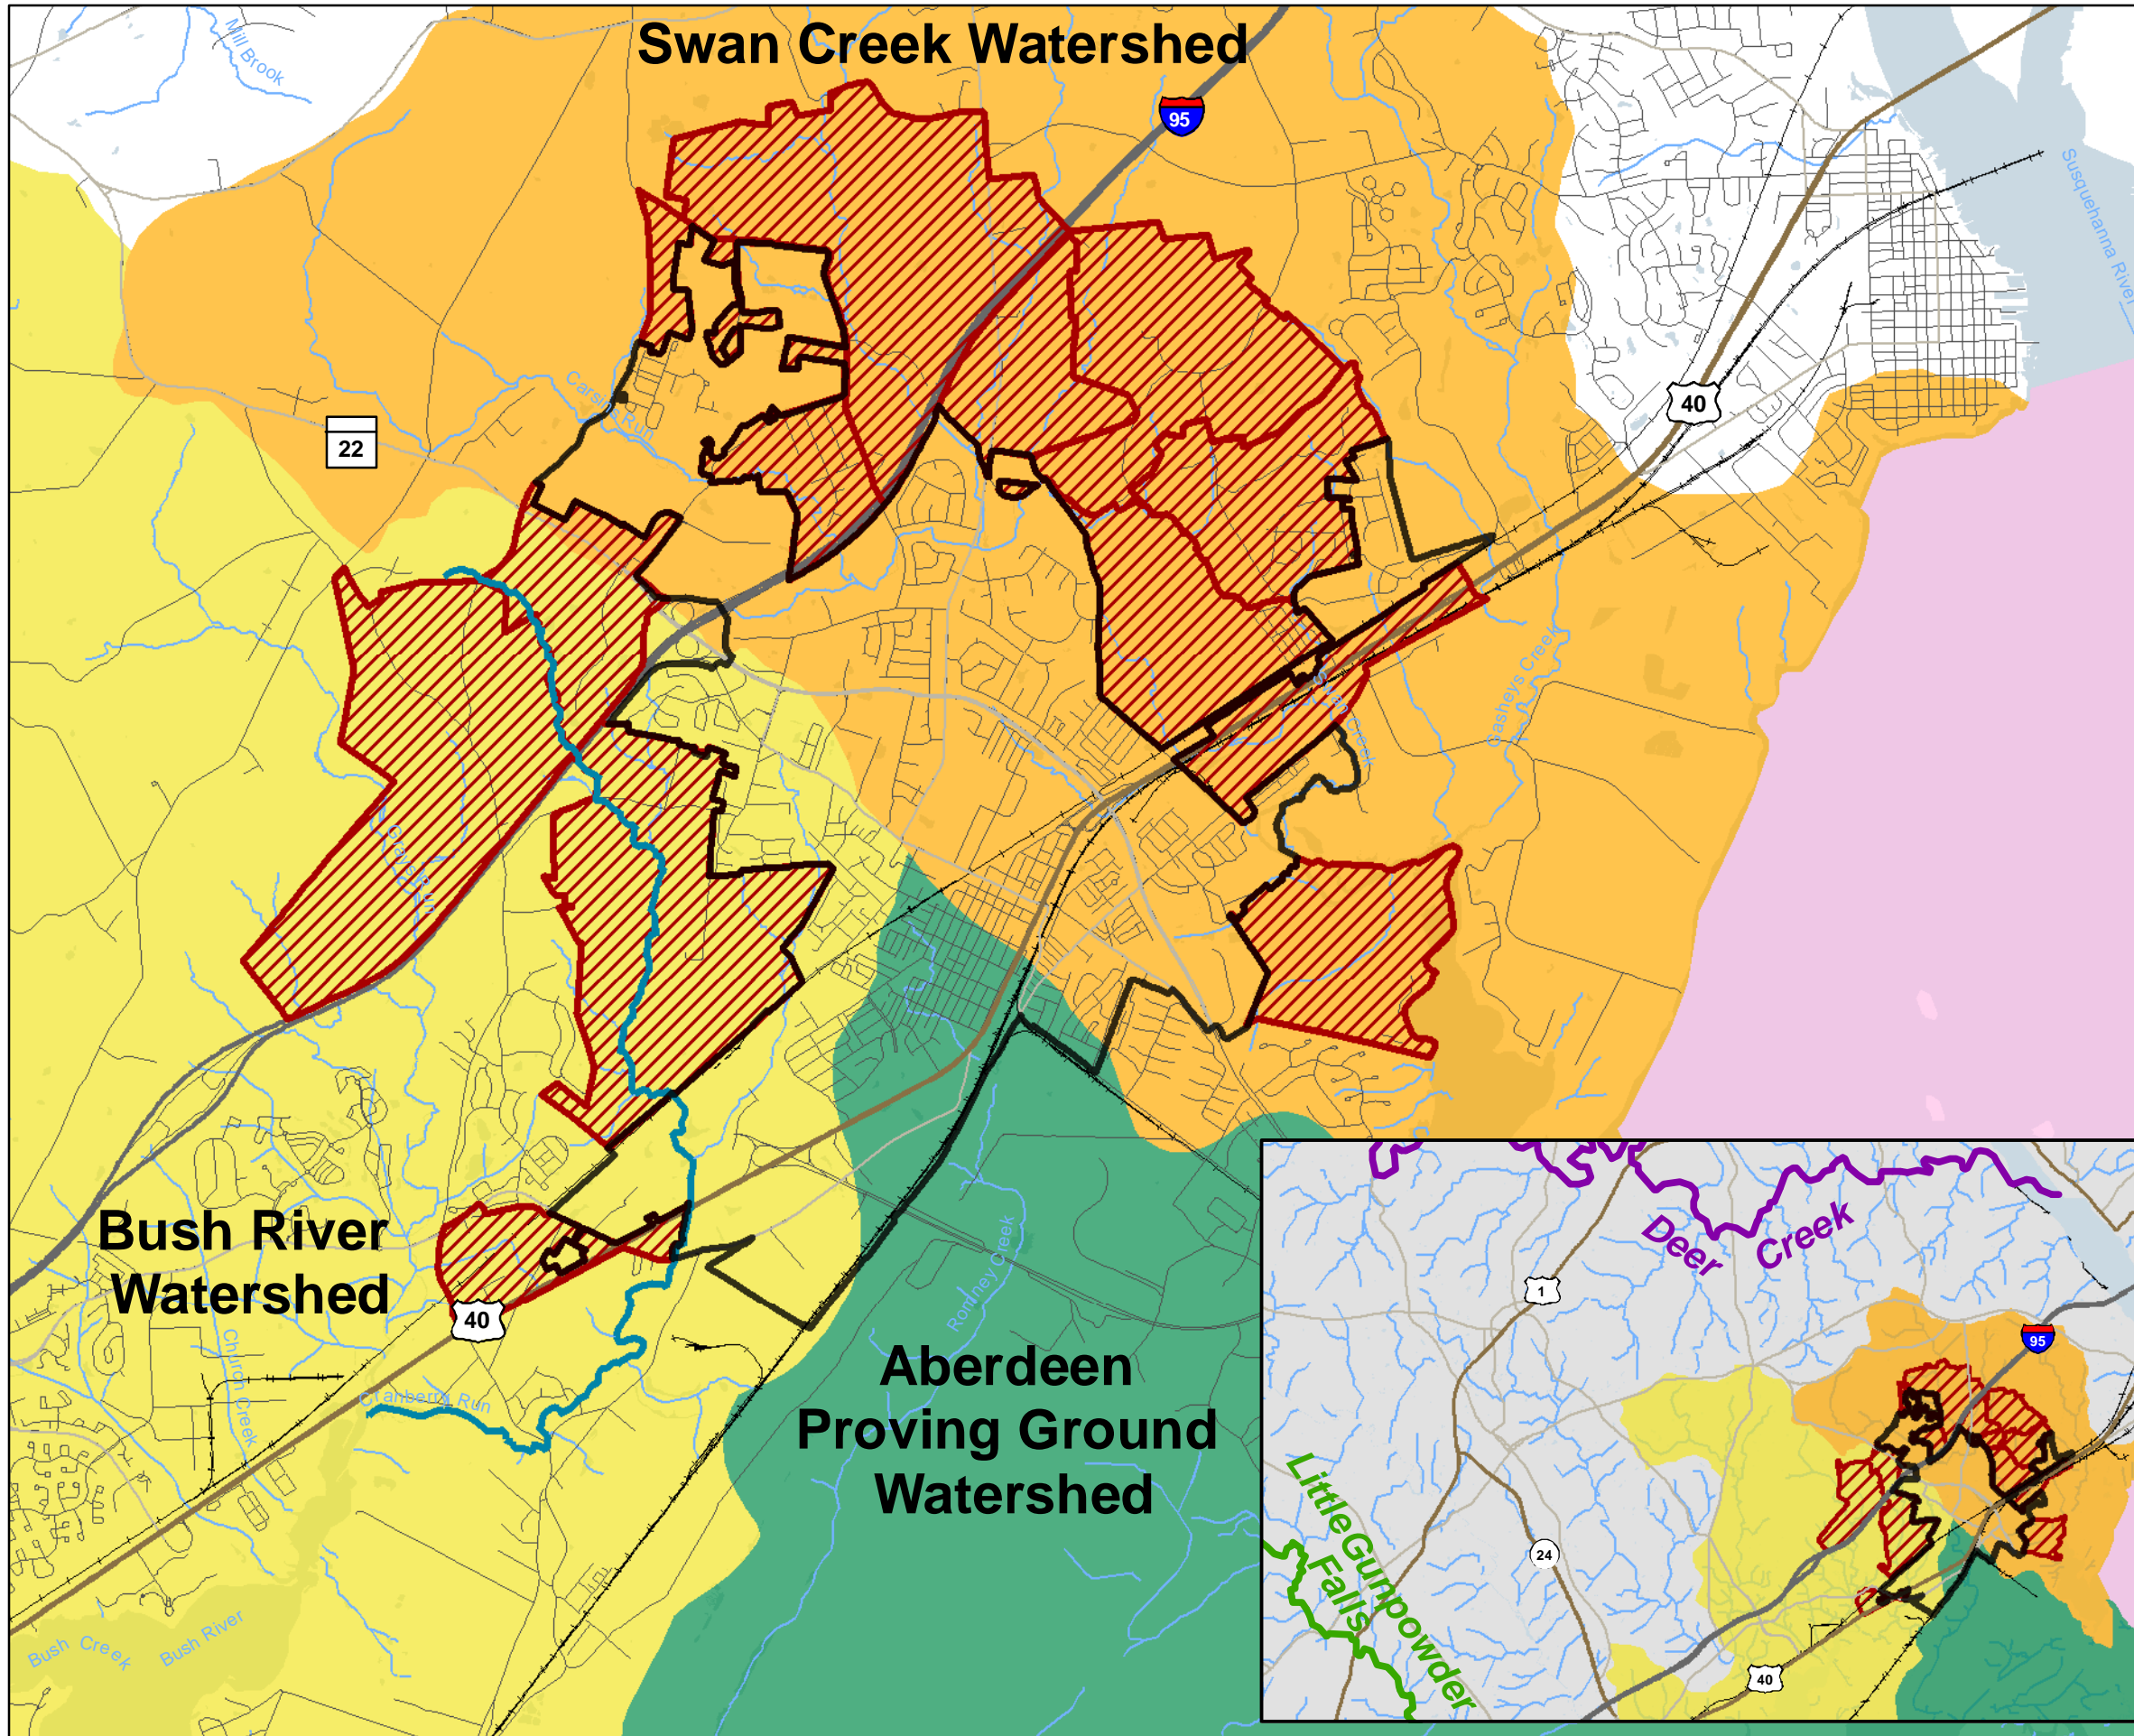 Swan Creek Watershed
Mill Brook
95
Susquehanna River
40
22
Carsins Run
Gasheys Creek
Swan Creek
Grays Run
Bush River
Watershed
40
Church Creek
Cranberry Run
Romney Creek
Aberdeen
Proving Ground
Watershed
Bush Creek
Bush River
Deer Creek
1
95
Little Gunpowder
Falls
24
40